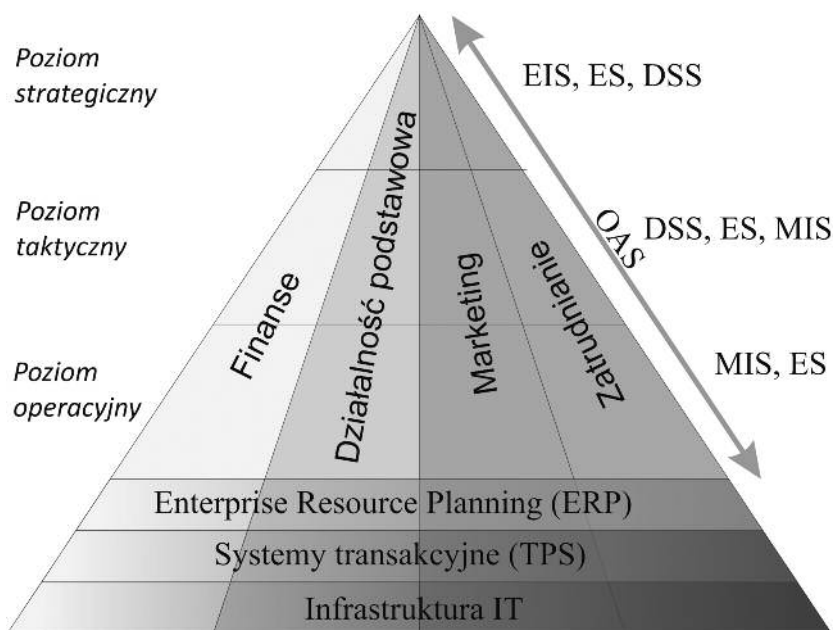 Poziom
strategiczny
EIS, ES, DSS
Poziom
taktyczny
OAS
DSS, ES, MIS
Finanse
Działalność podstawowa
Marketing
Zatrudnianie
Poziom
operacyjny
MIS, ES
Enterprise Resource Planning (ERP)
Systemy transakcyjne (TPS)
Infrastruktura IT